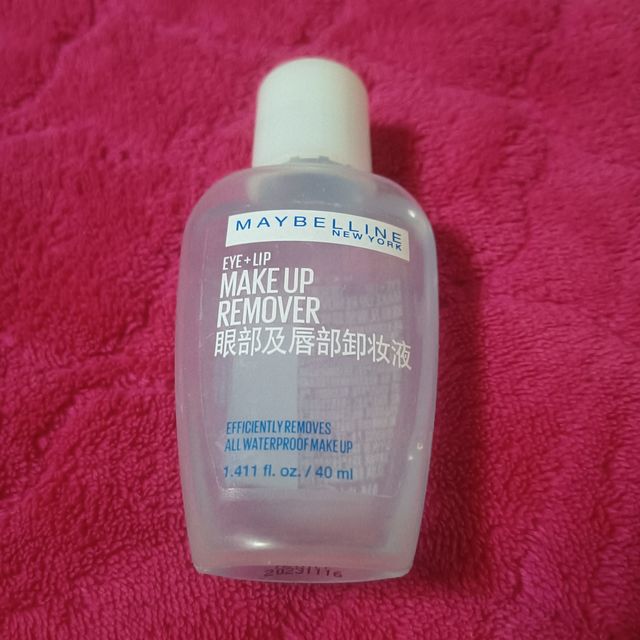 MAYBELLINE
NEW YORK
EYE+LIP
MAKE UP
REMOVER
眼部及唇部卸妆液
EFFICIENTLY REMOVES
ALL WATERPROOF MAKE UP
1.411 fl. oz. / 40 ml
20231116